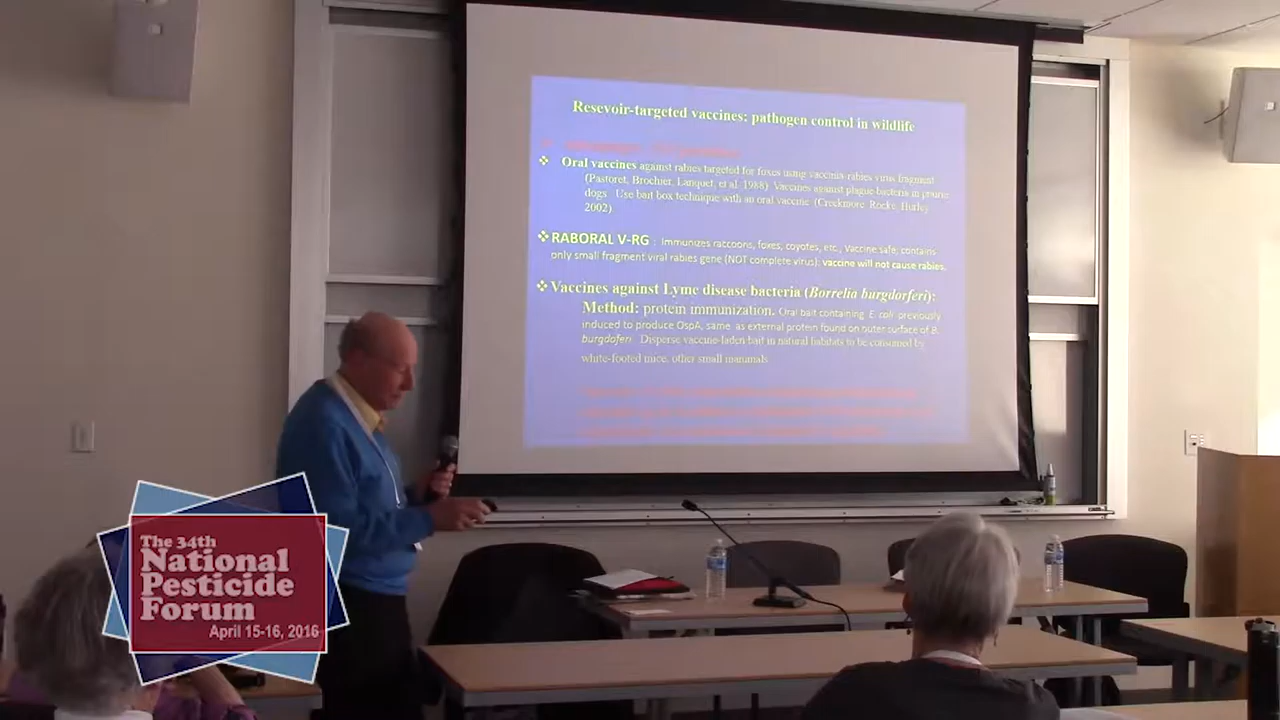 Resevoir-targeted vaccines: pathogen control in wildlife
❖ Oral vaccines against rabies targeted for foxes using vaccinia-rabies virus fragment
(Pastoret, Brochier, Languet, et al. 1988) Vaccines against plague-bacteria in prairie
dogs. Use bait box technique with an oral vaccine (Creekmore, Rocke, Hurley
2002)
❖RABORAL V-RG : Immunizes raccoons, foxes, coyotes, etc., Vaccine safe; contains
only small fragment viral rabies gene (NOT complete virus): vaccine will not cause rabies.
❖Vaccines against Lyme disease bacteria (Borrelia burgdorferi):
Method: protein immunization. Oral bait containing E. coli previously
induced to produce OspA, same as external protein found on outer surface of B.
burgdoferi Disperse vaccine-laden bait in natural habitats to be consumed by
white-footed mice, other small mammals
The 34th
National
Pesticide
Forum
April 15-16, 2016